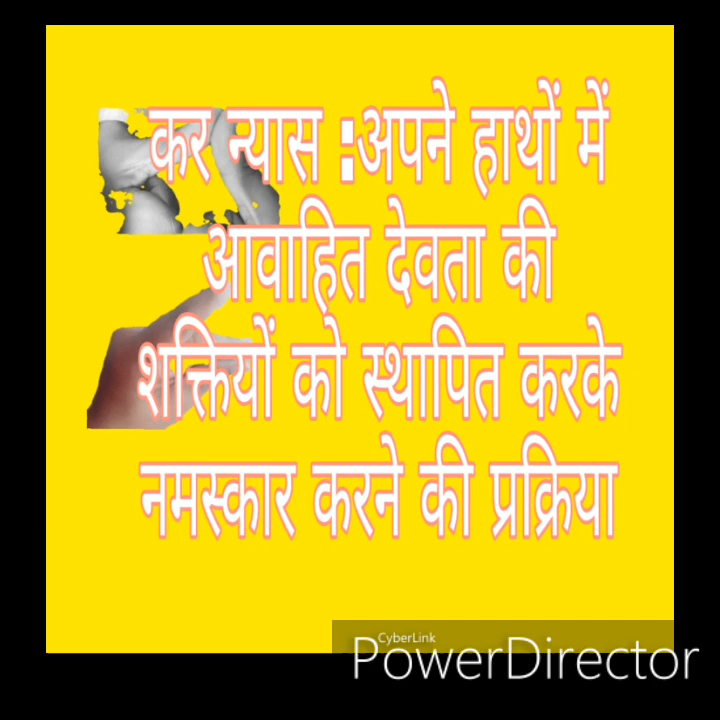 कर न्यास :अपने हाथों में
आवाहित देवता की
शक्तियों को स्थापित करके
नमस्कार करने की प्रक्रिया
CyberLink
PowerDirector